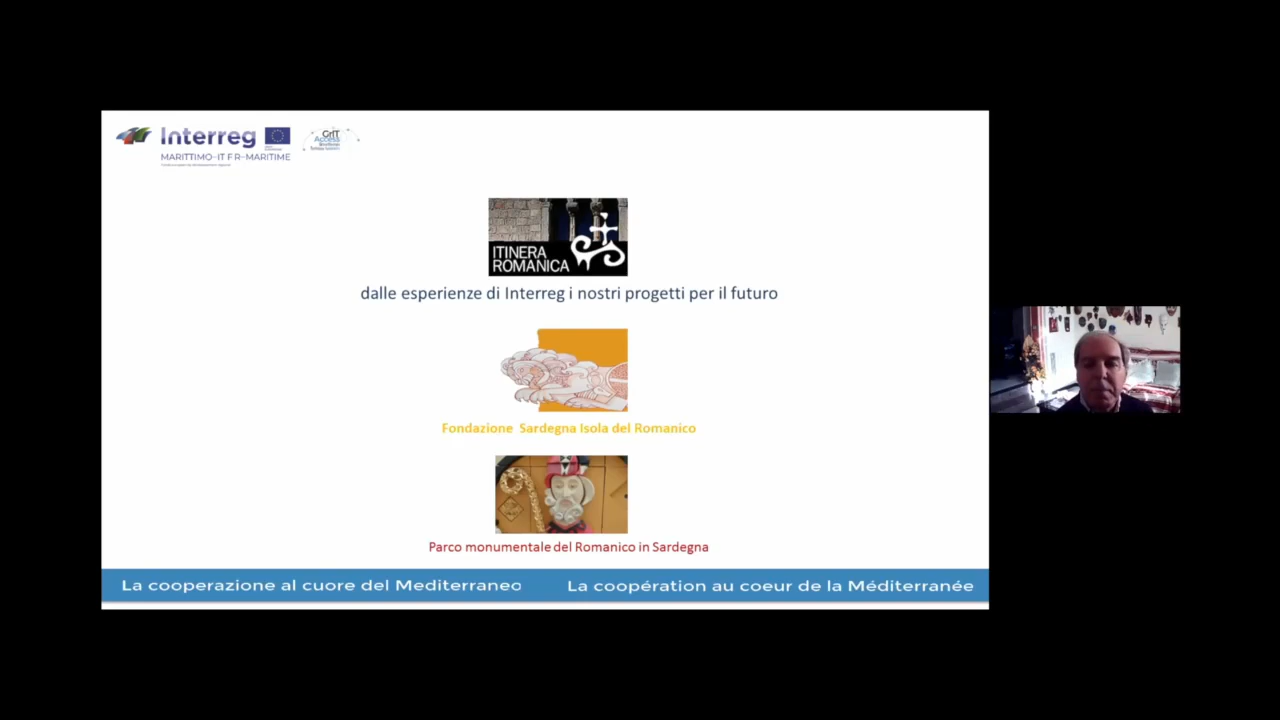 Interreg
MARITTIMO-IT FR-MARITIME
GRIT
Access
ITINERA
ROMANICA
dalle esperienze di Interreg i nostri progetti per il futuro
Fondazione Sardegna Isola del Romanico
Parco monumentale del Romanico in Sardegna
La cooperazione al cuore del Mediterraneo
La coopération au coeur de la Méditerranée